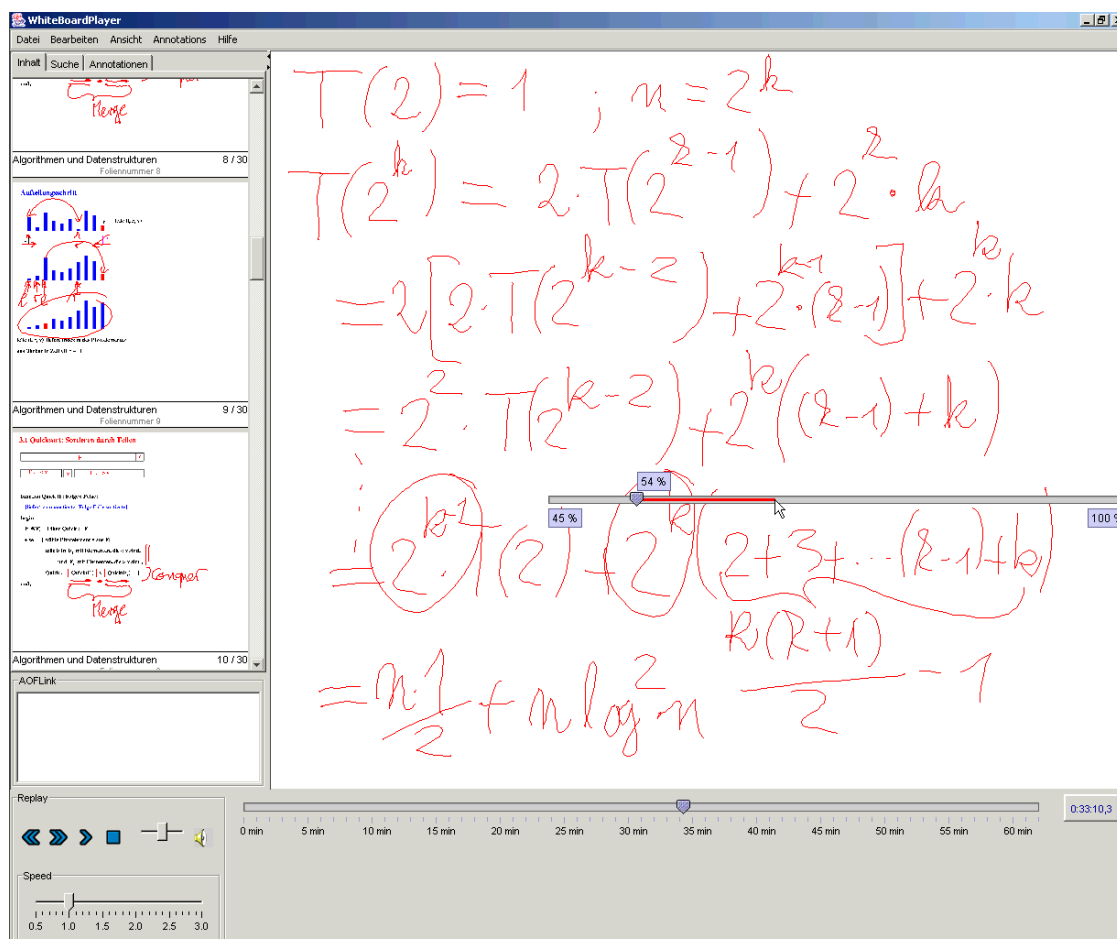 WhiteBoardPlayer
Datei Bearbeiten Ansicht Annotations Hilfe
Inhalt Suche Annotationen
Merge
Algorithmen und Datenstrukturen 8 / 30
Foliennummer 8
Aufteilungsschritt
Algorithmen und Datenstrukturen 9 / 30
Foliennummer 9
3.1 Quicksort: Sortieren durch Teilen
begin
Conquer
Merge
Algorithmen und Datenstrukturen 10 / 30
AOFLink
T(2) = 1 ; n = 2^k
T(2^k) = 2·T(2^{k-1}) + 2^k · k
= 2[2·T(2^{k-2}) + 2^{k-1}·(k-1)] + 2^k·k
= 2^2 · T(2^{k-2}) + 2^k((k-1)+k)
54 %
45 % 100 %
= 2^{k-1} · T(2) + 2^k (2+3+...(k-1)+k)
k(k+1)/2 - 1
= n·1/2 + n log^2 n
Replay
0 min 5 min 10 min 15 min 20 min 25 min 30 min 35 min 40 min 45 min 50 min 55 min 60 min
0:33:10,3
Speed
0.5 1.0 1.5 2.0 2.5 3.0